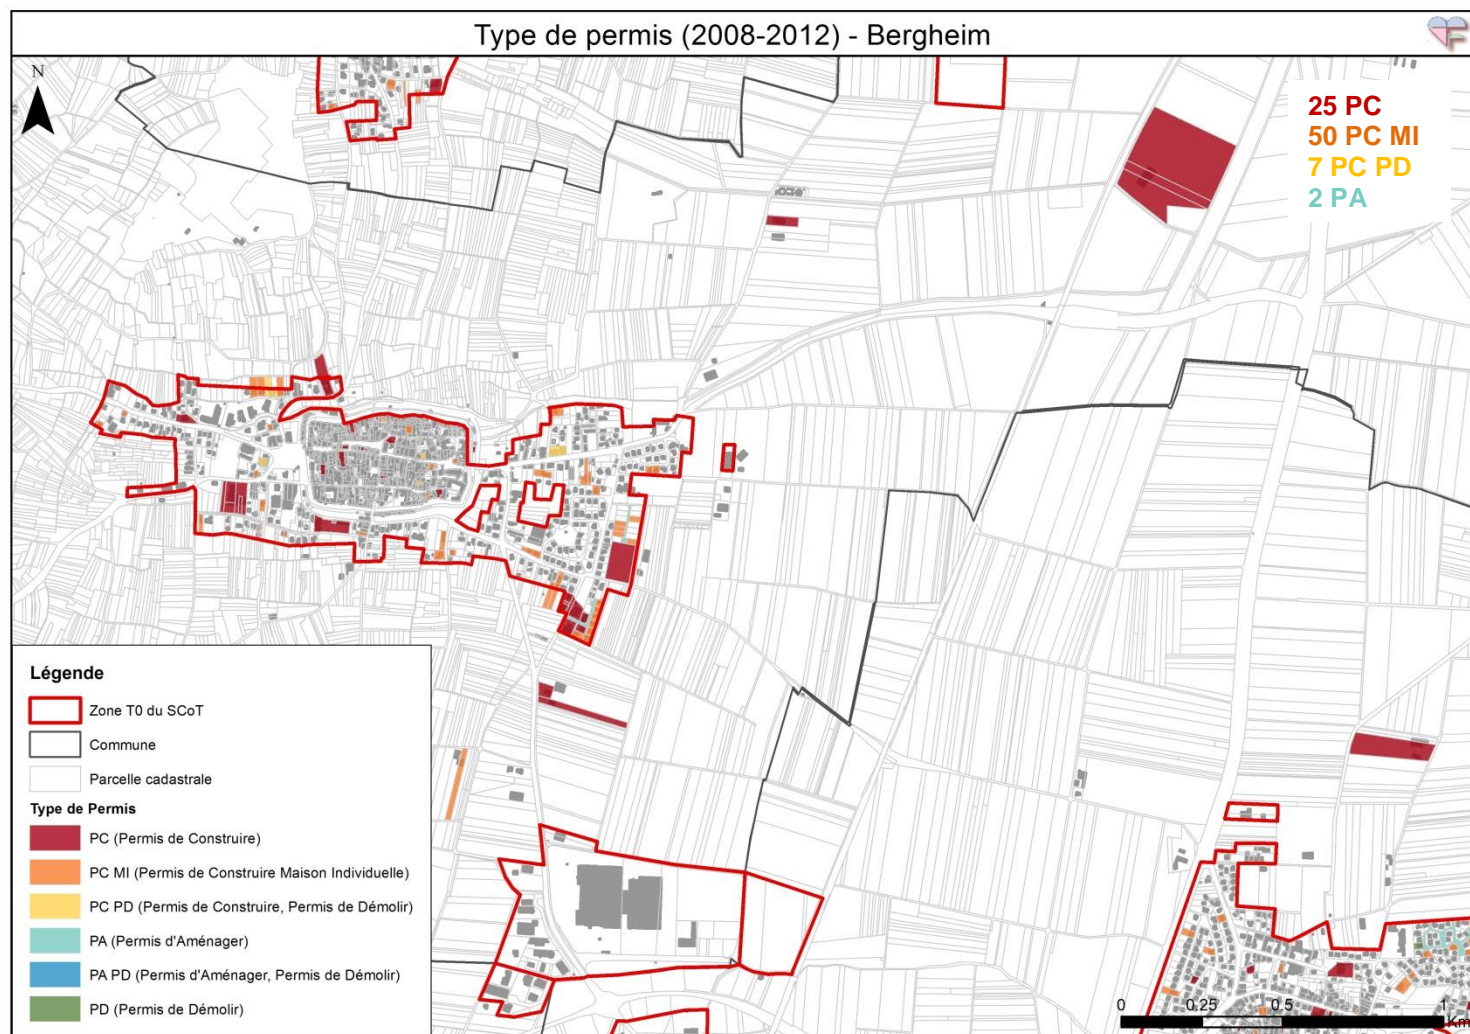 Type de permis (2008-2012) - Bergheim
N
25 PC
50 PC MI
7 PC PD
2 PA
Légende
Zone T0 du SCoT
Commune
Parcelle cadastrale
Type de Permis
PC (Permis de Construire)
PC MI (Permis de Construire Maison Individuelle)
PC PD (Permis de Construire, Permis de Démolir)
PA (Permis d'Aménager)
PA PD (Permis d'Aménager, Permis de Démolir)
PD (Permis de Démolir)
0 0.25 0.5 1
Km